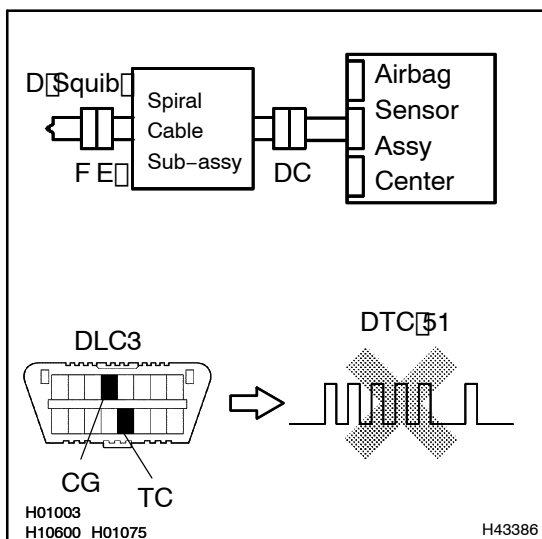 D Squib
Spiral
Cable
Sub-assy
Airbag
Sensor
Assy
Center
F E
DC
DLC3
DTC 51
CG
TC
H01003
H10600 H01075
H43386